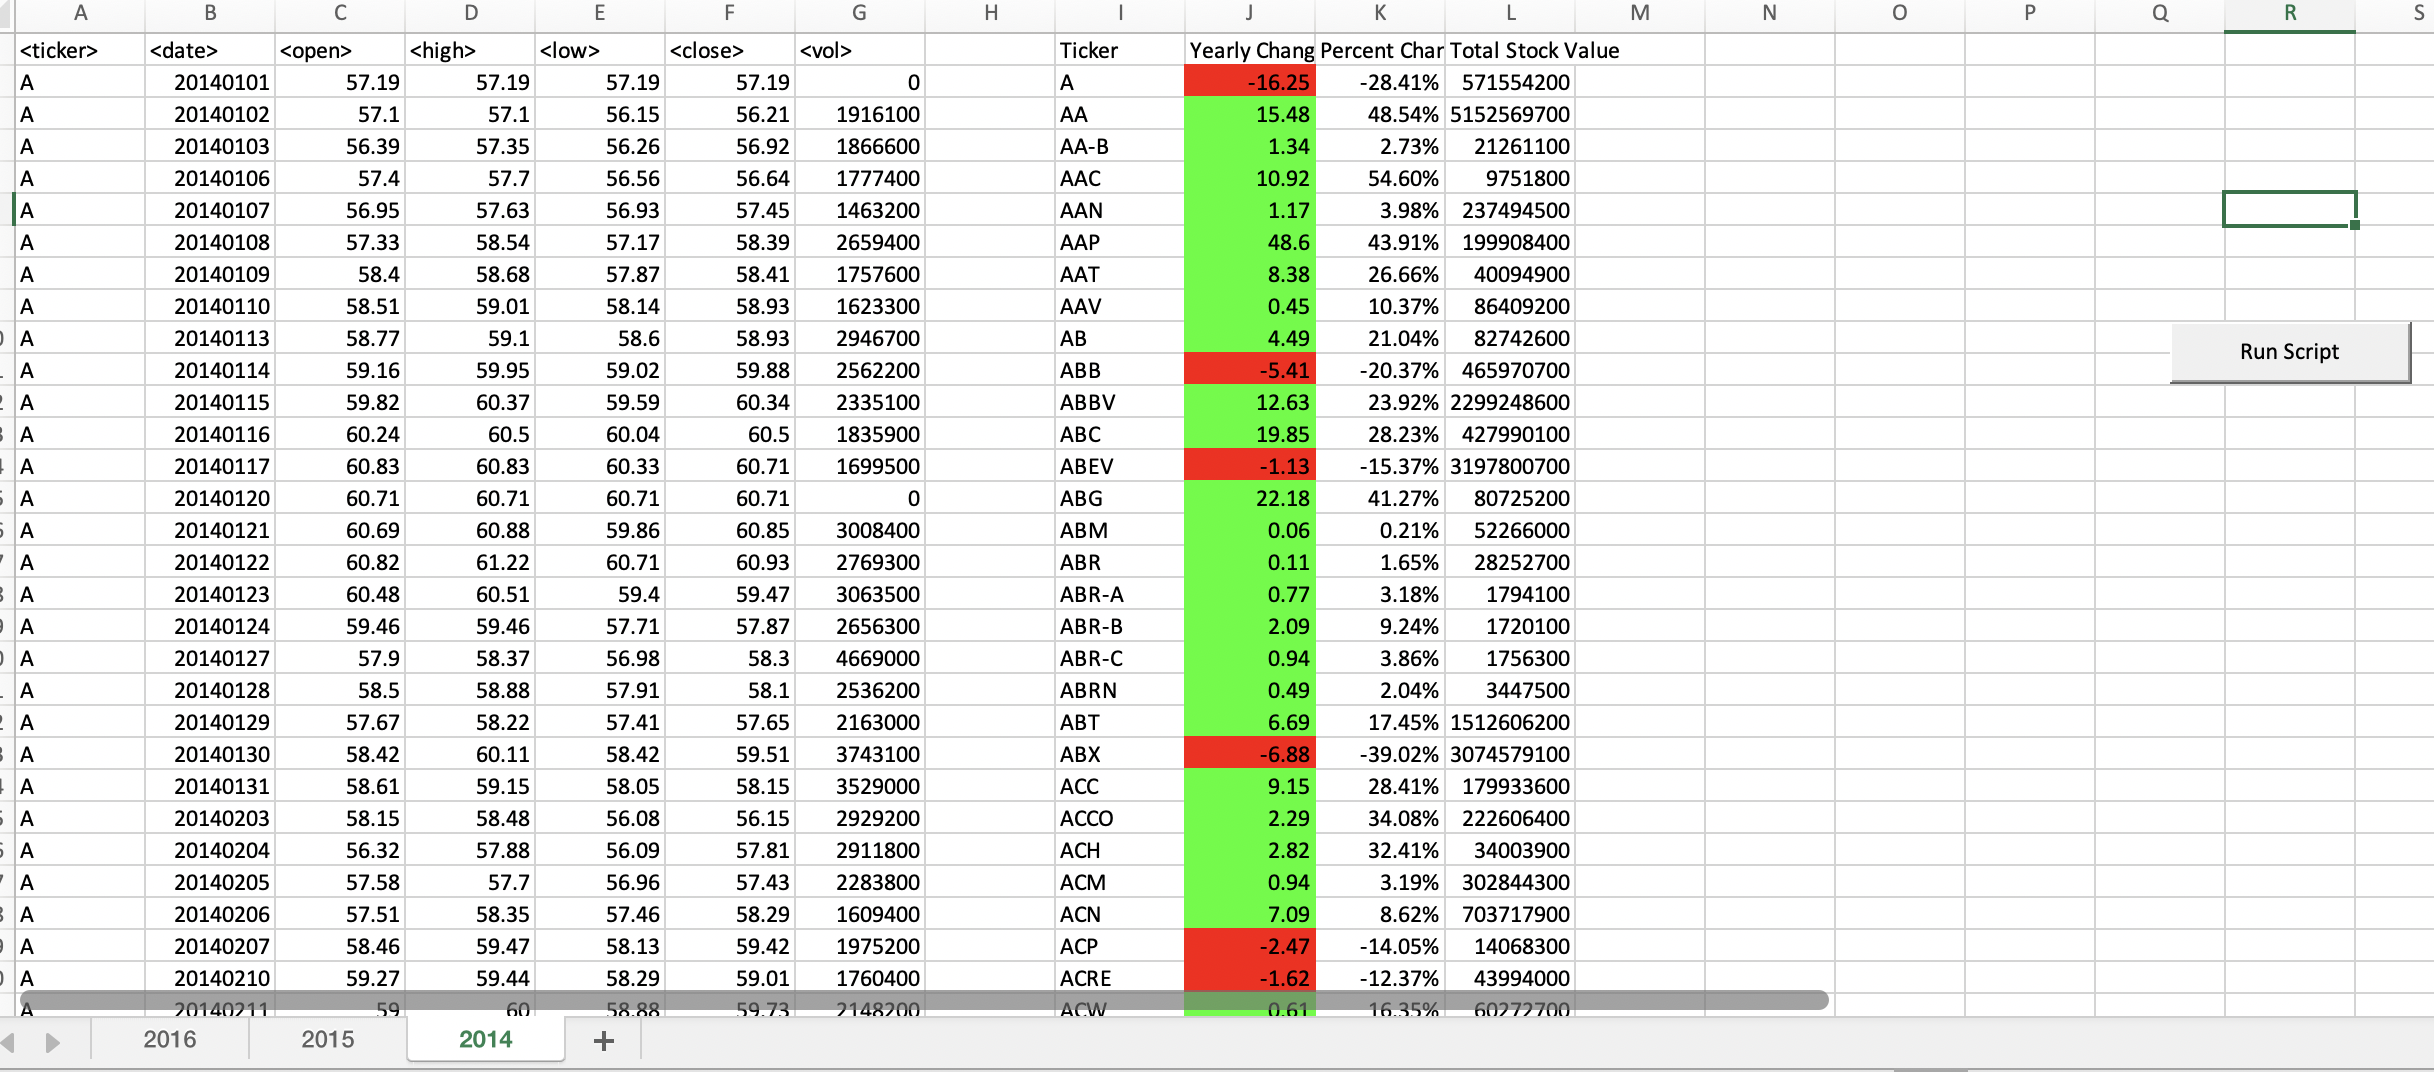 A B C D E F G H I J K L M N O P Q R S
<ticker> <date> <open> <high> <low> <close> <vol> Ticker Yearly Chang Percent Char Total Stock Value
A 20140101 57.19 57.19 57.19 57.19 0 A -16.25 -28.41% 571554200
A 20140102 57.1 57.1 56.15 56.21 1916100 AA 15.48 48.54% 5152569700
A 20140103 56.39 57.35 56.26 56.92 1866600 AA-B 1.34 2.73% 21261100
A 20140106 57.4 57.7 56.56 56.64 1777400 AAC 10.92 54.60% 9751800
A 20140107 56.95 57.63 56.93 57.45 1463200 AAN 1.17 3.98% 237494500
A 20140108 57.33 58.54 57.17 58.39 2659400 AAP 48.6 43.91% 199908400
A 20140109 58.4 58.68 57.87 58.41 1757600 AAT 8.38 26.66% 40094900
A 20140110 58.51 59.01 58.14 58.93 1623300 AAV 0.45 10.37% 86409200
A 20140113 58.77 59.1 58.6 58.93 2946700 AB 4.49 21.04% 82742600
Run Script
A 20140114 59.16 59.95 59.02 59.88 2562200 ABB -5.41 -20.37% 465970700
A 20140115 59.82 60.37 59.59 60.34 2335100 ABBV 12.63 23.92% 2299248600
A 20140116 60.24 60.5 60.04 60.5 1835900 ABC 19.85 28.23% 427990100
A 20140117 60.83 60.83 60.33 60.71 1699500 ABEV -1.13 -15.37% 3197800700
A 20140120 60.71 60.71 60.71 60.71 0 ABG 22.18 41.27% 80725200
A 20140121 60.69 60.88 59.86 60.85 3008400 ABM 0.06 0.21% 52266000
A 20140122 60.82 61.22 60.71 60.93 2769300 ABR 0.11 1.65% 28252700
A 20140123 60.48 60.51 59.4 59.47 3063500 ABR-A 0.77 3.18% 1794100
A 20140124 59.46 59.46 57.71 57.87 2656300 ABR-B 2.09 9.24% 1720100
A 20140127 57.9 58.37 56.98 58.3 4669000 ABR-C 0.94 3.86% 1756300
A 20140128 58.5 58.88 57.91 58.1 2536200 ABRN 0.49 2.04% 3447500
A 20140129 57.67 58.22 57.41 57.65 2163000 ABT 6.69 17.45% 1512606200
A 20140130 58.42 60.11 58.42 59.51 3743100 ABX -6.88 -39.02% 3074579100
A 20140131 58.61 59.15 58.05 58.15 3529000 ACC 9.15 28.41% 179933600
A 20140203 58.15 58.48 56.08 56.15 2929200 ACCO 2.29 34.08% 222606400
A 20140204 56.32 57.88 56.09 57.81 2911800 ACH 2.82 32.41% 34003900
A 20140205 57.58 57.7 56.96 57.43 2283800 ACM 0.94 3.19% 302844300
A 20140206 57.51 58.35 57.46 58.29 1609400 ACN 7.09 8.62% 703717900
A 20140207 58.46 59.47 58.13 59.42 1975200 ACP -2.47 -14.05% 14068300
A 20140210 59.27 59.44 58.29 59.01 1760400 ACRE -1.62 -12.37% 43994000
A 20140211 59 60 58.88 59.73 2148200 ACW 0.61 16.35% 60272700
2016 2015 2014 +